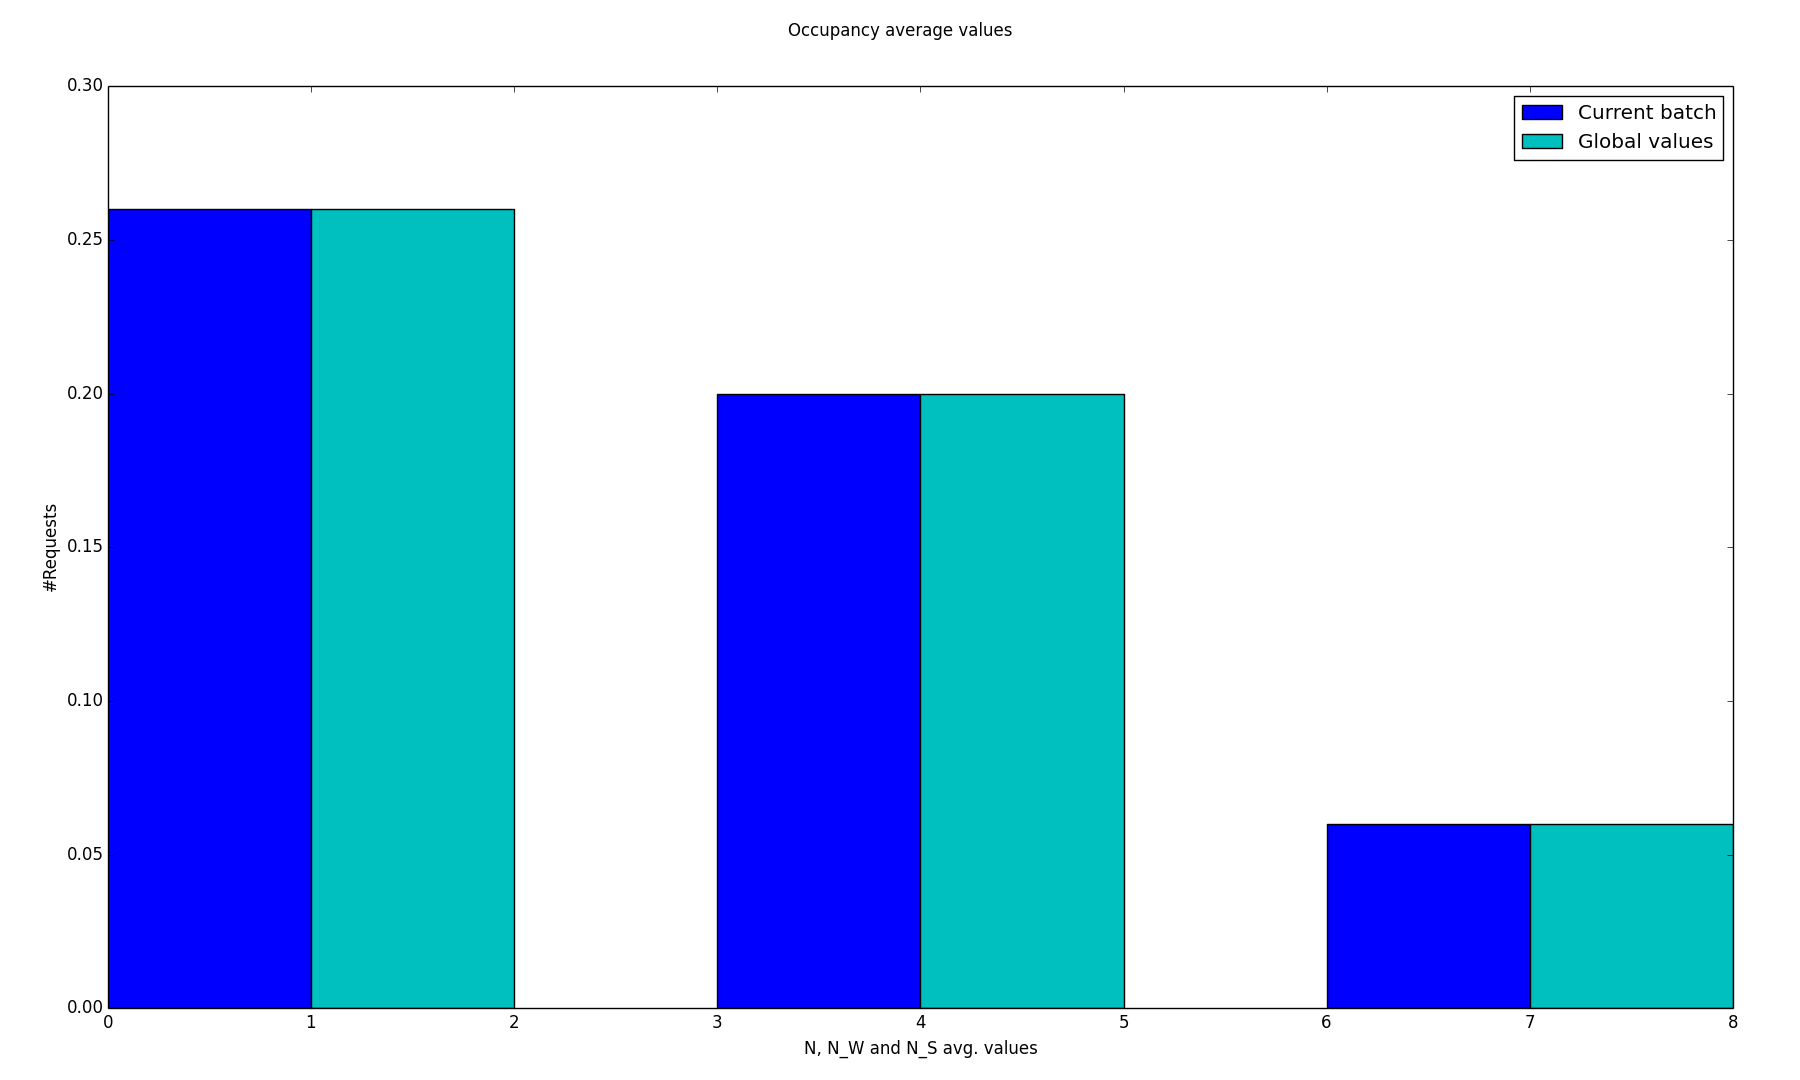 Occupancy average values
0.30
0.25
0.20
0.15
0.10
0.05
0.00
#Requests
Current batch
Global values
0 1 2 3 4 5 6 7 8
N, N_W and N_S avg. values